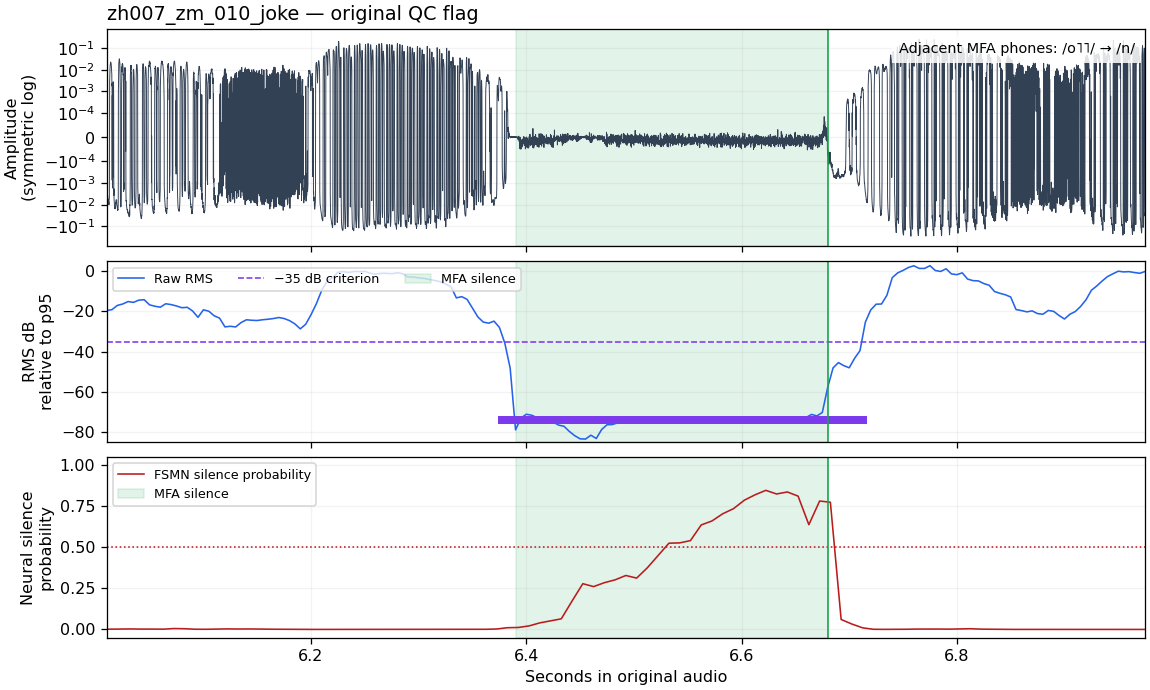 zh007_zm_010_joke — original QC flag
Adjacent MFA phones: /o˥˥/ → /n/
Amplitude
(symmetric log)
10⁻¹
10⁻²
10⁻³
10⁻⁴
0
−10⁻⁴
−10⁻³
−10⁻²
−10⁻¹
RMS dB
relative to p95
0
−20
−40
−60
−80
Raw RMS
−35 dB criterion
MFA silence
Neural silence
probability
1.00
0.75
0.50
0.25
0.00
FSMN silence probability
MFA silence
6.2
6.4
6.6
6.8
Seconds in original audio